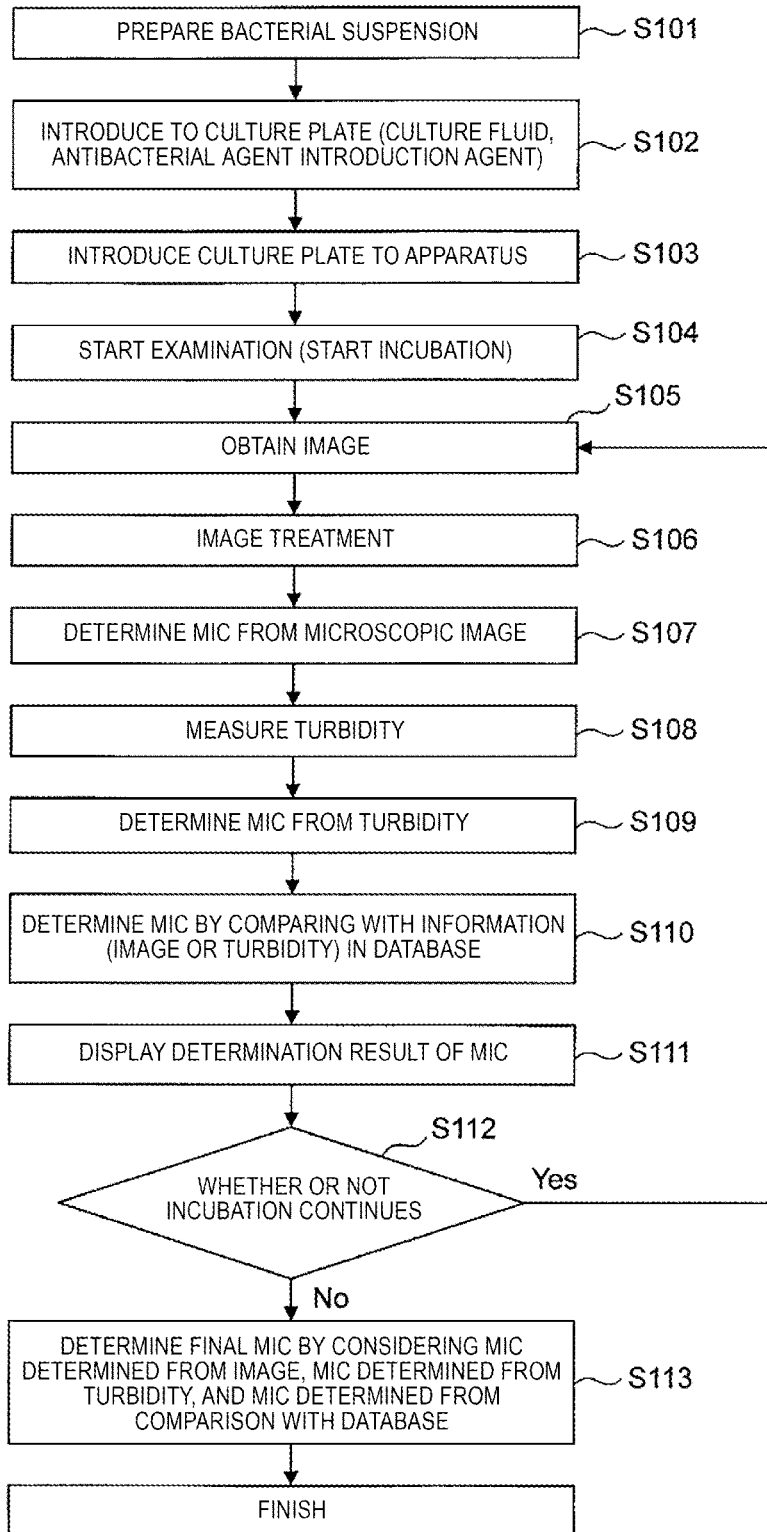 PREPARE BACTERIAL SUSPENSION
S101
INTRODUCE TO CULTURE PLATE (CULTURE FLUID,
ANTIBACTERIAL AGENT INTRODUCTION AGENT)
S102
INTRODUCE CULTURE PLATE TO APPARATUS
S103
START EXAMINATION (START INCUBATION)
S104
OBTAIN IMAGE
S105
IMAGE TREATMENT
S106
DETERMINE MIC FROM MICROSCOPIC IMAGE
S107
MEASURE TURBIDITY
S108
DETERMINE MIC FROM TURBIDITY
S109
DETERMINE MIC BY COMPARING WITH INFORMATION
(IMAGE OR TURBIDITY) IN DATABASE
S110
DISPLAY DETERMINATION RESULT OF MIC
S111
S112
WHETHER OR NOT
INCUBATION CONTINUES
Yes
No
DETERMINE FINAL MIC BY CONSIDERING MIC
DETERMINED FROM IMAGE, MIC DETERMINED FROM
TURBIDITY, AND MIC DETERMINED FROM
COMPARISON WITH DATABASE
S113
FINISH